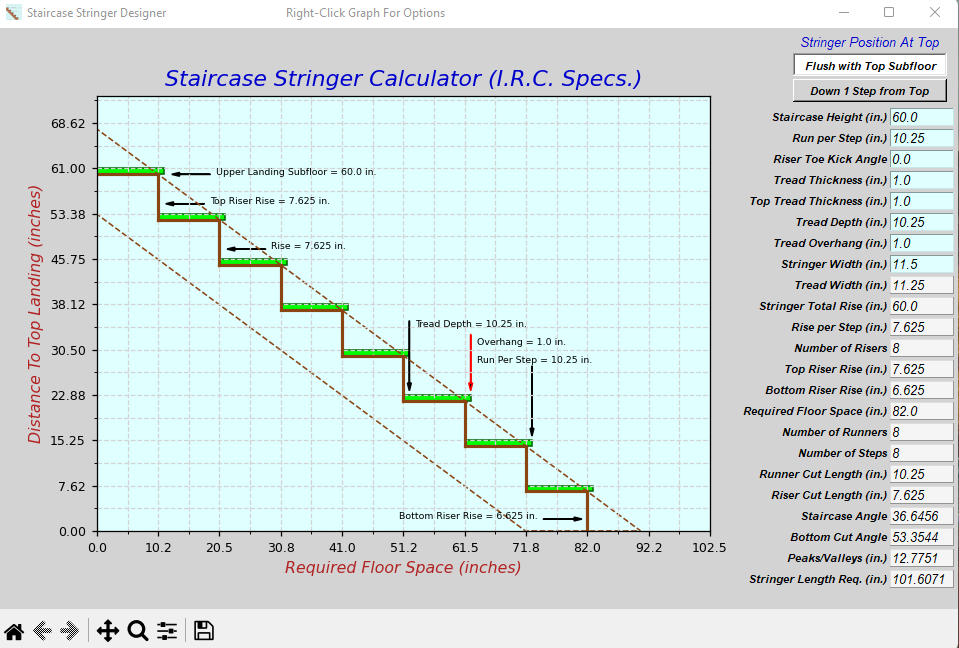 Staircase Stringer Designer
Right-Click Graph For Options
Stringer Position At Top
Flush with Top Subfloor
Down 1 Step from Top
Staircase Stringer Calculator (I.R.C. Specs.)
Distance To Top Landing (inches)
68.62
61.00
53.38
45.75
38.12
30.50
22.88
15.25
7.62
0.00
Upper Landing Subfloor = 60.0 in.
Top Riser Rise = 7.625 in.
Rise = 7.625 in.
Tread Depth = 10.25 in.
Overhang = 1.0 in.
Run Per Step = 10.25 in.
Bottom Riser Rise = 6.625 in.
0.0 10.2 20.5 30.8 41.0 51.2 61.5 71.8 82.0 92.2 102.5
Required Floor Space (inches)
Staircase Height (in.) 60.0
Run per Step (in.) 10.25
Riser Toe Kick Angle 0.0
Tread Thickness (in.) 1.0
Top Tread Thickness (in.) 1.0
Tread Depth (in.) 10.25
Tread Overhang (in.) 1.0
Stringer Width (in.) 11.5
Tread Width (in.) 11.25
Stringer Total Rise (in.) 60.0
Rise per Step (in.) 7.625
Number of Risers 8
Top Riser Rise (in.) 7.625
Bottom Riser Rise (in.) 6.625
Required Floor Space (in.) 82.0
Number of Runners 8
Number of Steps 8
Runner Cut Length (in.) 10.25
Riser Cut Length (in.) 7.625
Staircase Angle 36.6456
Bottom Cut Angle 53.3544
Peaks/Valleys (in.) 12.7751
Stringer Length Req. (in.) 101.6071